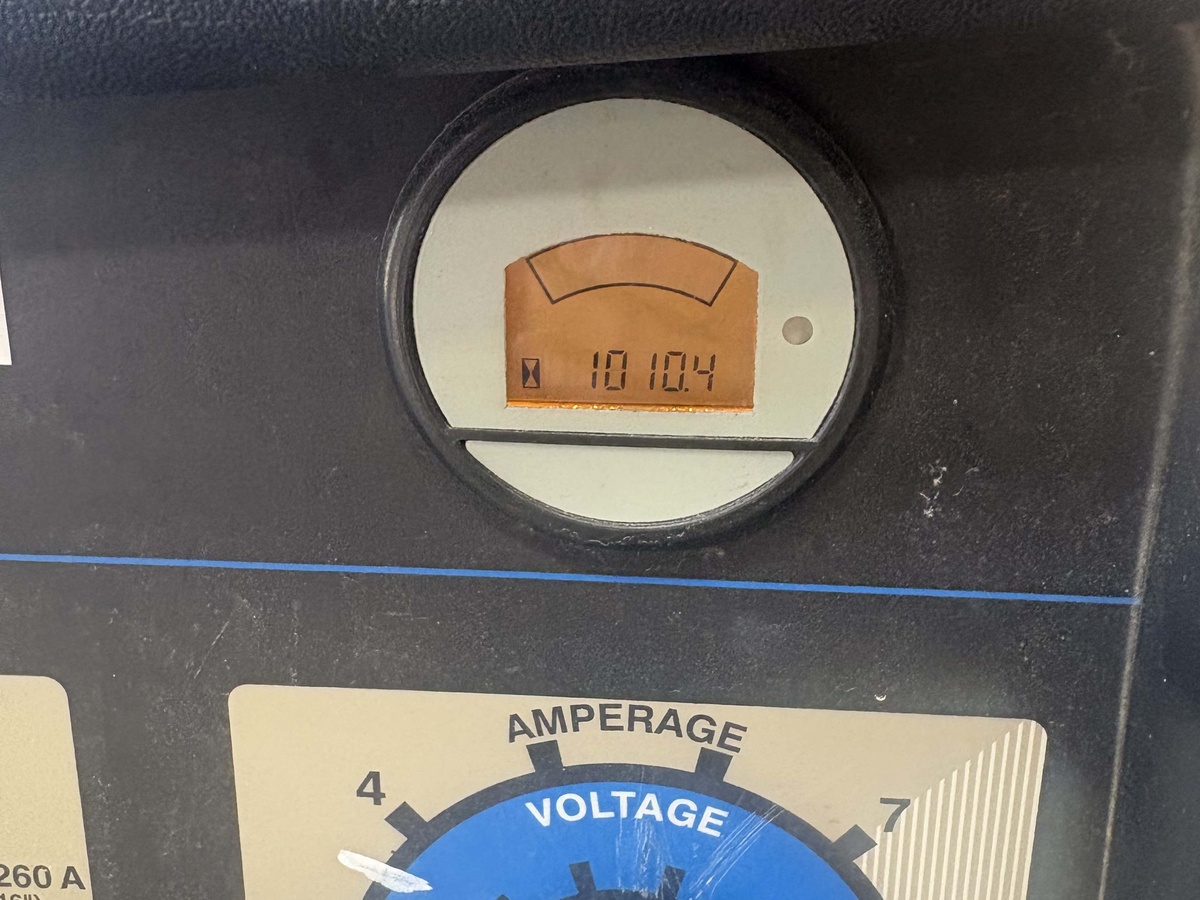 1010.4
AMPERAGE
4
VOLTAGE
7
260 A